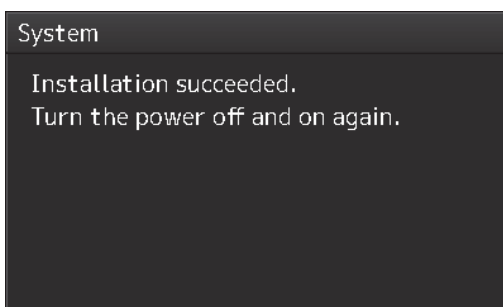 System
Installation succeeded.
Turn the power off and on again.